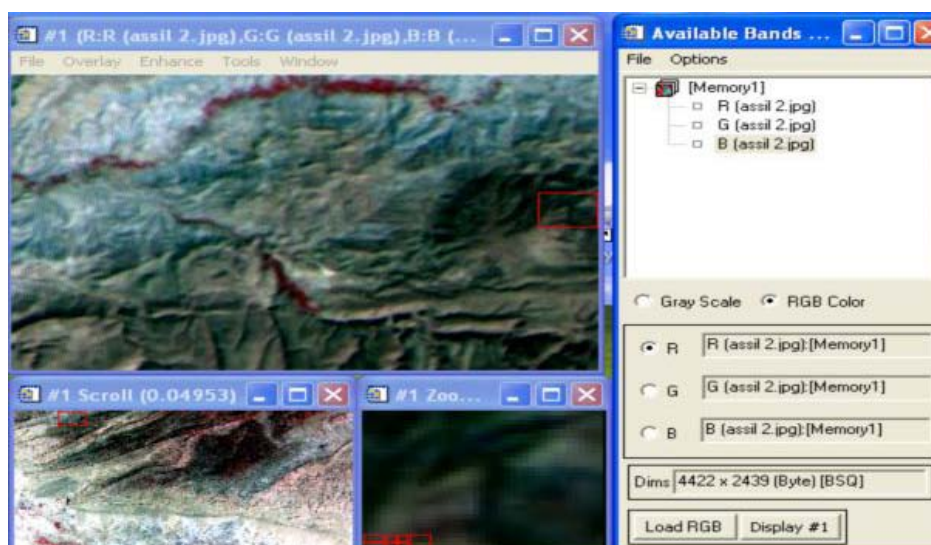 #1 (R:R (assil 2.jpg),G:G (assil 2.jpg),B:B (...
File Overlay Enhance Tools Window
#1 Scroll (0.04953)
#1 Zoo...
Available Bands ...
File Options
[Memory1]
R (assil 2.jpg)
G (assil 2.jpg)
B (assil 2.jpg)
Gray Scale RGB Color
R R (assil 2.jpg):[Memory1]
G G (assil 2.jpg):[Memory1]
B B (assil 2.jpg):[Memory1]
Dims 4422 x 2439 (Byte) [BSQ]
Load RGB Display #1